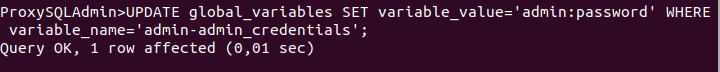 ProxySQLAdmin>UPDATE global_variables SET variable_value='admin:password' WHERE
variable_name='admin-admin_credentials';
Query OK, 1 row affected (0,01 sec)